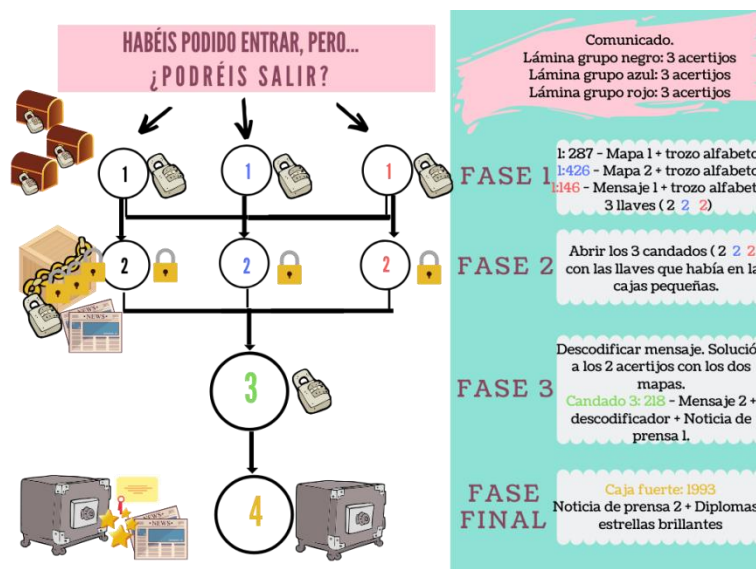 HABÉIS PODIDO ENTRAR, PERO...
¿PODRÉIS SALIR?
1
1
1
2
2
2
3
4
NEWS
NEWS
Comunicado.
Lámina grupo negro: 3 acertijos
Lámina grupo azul: 3 acertijos
Lámina grupo rojo: 3 acertijos
FASE 1
1: 287 - Mapa 1 + trozo alfabeto
1:426 - Mapa 2 + trozo alfabeto
1:146 - Mensaje 1 + trozo alfabet
3 llaves ( 2 2 2)
FASE 2
Abrir los 3 candados ( 2 2 2
con las llaves que había en la
cajas pequeñas.
FASE 3
Descodificar mensaje. Solució
a los 2 acertijos con los dos
mapas.
Candado 3: 218 - Mensaje 2 +
descodificador + Noticia de
prensa 1.
FASE
FINAL
Caja fuerte: 1993
Noticia de prensa 2 + Diplomas
estrellas brillantes